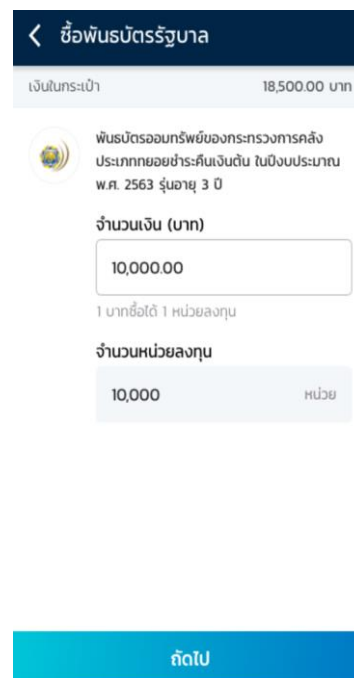 ซื้อพันธบัตรรัฐบาล
เงินในกระเป๋า 18,500.00 บาท
พันธบัตรออมทรัพย์ของกระทรวงการคลัง
ประเภททยอยชำระคืนเงินต้น ในปีงบประมาณ
พ.ศ. 2563 รุ่นอายุ 3 ปี
จำนวนเงิน (บาท)
10,000.00
1 บาทซื้อได้ 1 หน่วยลงทุน
จำนวนหน่วยลงทุน
10,000 หน่วย
ถัดไป